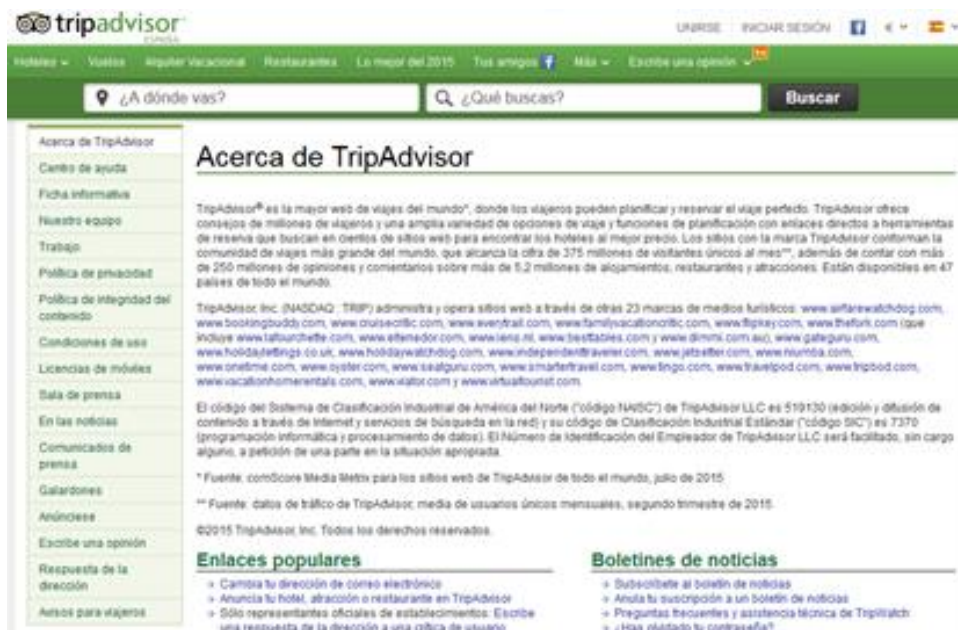 tripadvisor
ESPAÑA
UNIRSE INICIAR SESIÓN €
Hoteles Vuelos Alquiler Vacacional Restaurantes Lo mejor del 2015 Tus amigos Más Escribe una opinión
¿A dónde vas? ¿Qué buscas? Buscar
Acerca de TripAdvisor
Centro de ayuda
Ficha informativa
Nuestro equipo
Trabajo
Política de privacidad
Política de integridad del
contenido
Condiciones de uso
Licencias de móviles
Sala de prensa
En las noticias
Comunicados de
prensa
Galardones
Anúnciese
Escribe una opinión
Respuesta de la
dirección
Avisos para viajeros
Acerca de TripAdvisor
TripAdvisor® es la mayor web de viajes del mundo*, donde los viajeros pueden planificar y reservar el viaje perfecto. TripAdvisor ofrece
consejos de millones de viajeros y una amplia variedad de opciones de viaje y funciones de planificación con enlaces directos a herramientas
de reserva que buscan en cientos de sitios web para encontrar los hoteles al mejor precio. Los sitios con la marca TripAdvisor conforman la
comunidad de viajes más grande del mundo, que alcanza la cifra de 375 millones de visitantes únicos al mes**, además de contar con más
de 250 millones de opiniones y comentarios sobre más de 5,2 millones de alojamientos, restaurantes y atracciones. Están disponibles en 47
países de todo el mundo.
TripAdvisor, Inc. (NASDAQ: TRIP) administra y opera sitios web a través de otras 23 marcas de medios turísticos: www.airfarewatchdog.com,
www.bookingbuddy.com, www.cruisecritic.com, www.everytrail.com, www.familyvacationcritic.com, www.flipkey.com, www.thefork.com (que
incluye www.lafourchette.com, www.eltenedor.com, www.iens.nl, www.besttables.com y www.dimmi.com.au), www.gateguru.com,
www.holidaylettings.co.uk, www.holidaywatchdog.com, www.independenttraveler.com, www.jetsetter.com, www.niumba.com,
www.onetime.com, www.oyster.com, www.seatguru.com, www.smartertravel.com, www.tingo.com, www.travelpod.com, www.tripbod.com,
www.vacationhomerentals.com, www.viator.com y www.virtualtourist.com.
El código del Sistema de Clasificación Industrial de América del Norte ("código NAISC") de TripAdvisor LLC es 519130 (edición y difusión de
contenido a través de Internet y servicios de búsqueda en la red) y su código de Clasificación Industrial Estándar ("código SIC") es 7370
(programación informática y procesamiento de datos). El Número de Identificación del Empleador de TripAdvisor LLC será facilitado, sin cargo
alguno, a petición de una parte en la situación apropiada.
* Fuente: comScore Media Metrix para los sitios web de TripAdvisor de todo el mundo, julio de 2015
** Fuente: datos de tráfico de TripAdvisor, media de usuarios únicos mensuales, segundo trimestre de 2015
©2015 TripAdvisor, Inc. Todos los derechos reservados.
Enlaces populares
Cambia tu dirección de correo electrónico
Anuncia tu hotel, atracción o restaurante en TripAdvisor
Sólo representantes oficiales de establecimientos: Escribe
una respuesta de la dirección a una crítica de usuario
Boletines de noticias
Subscríbete al boletín de noticias
Anula tu suscripción a un boletín de noticias
Preguntas frecuentes y asistencia técnica de TripWatch
¿Has olvidado tu contraseña?